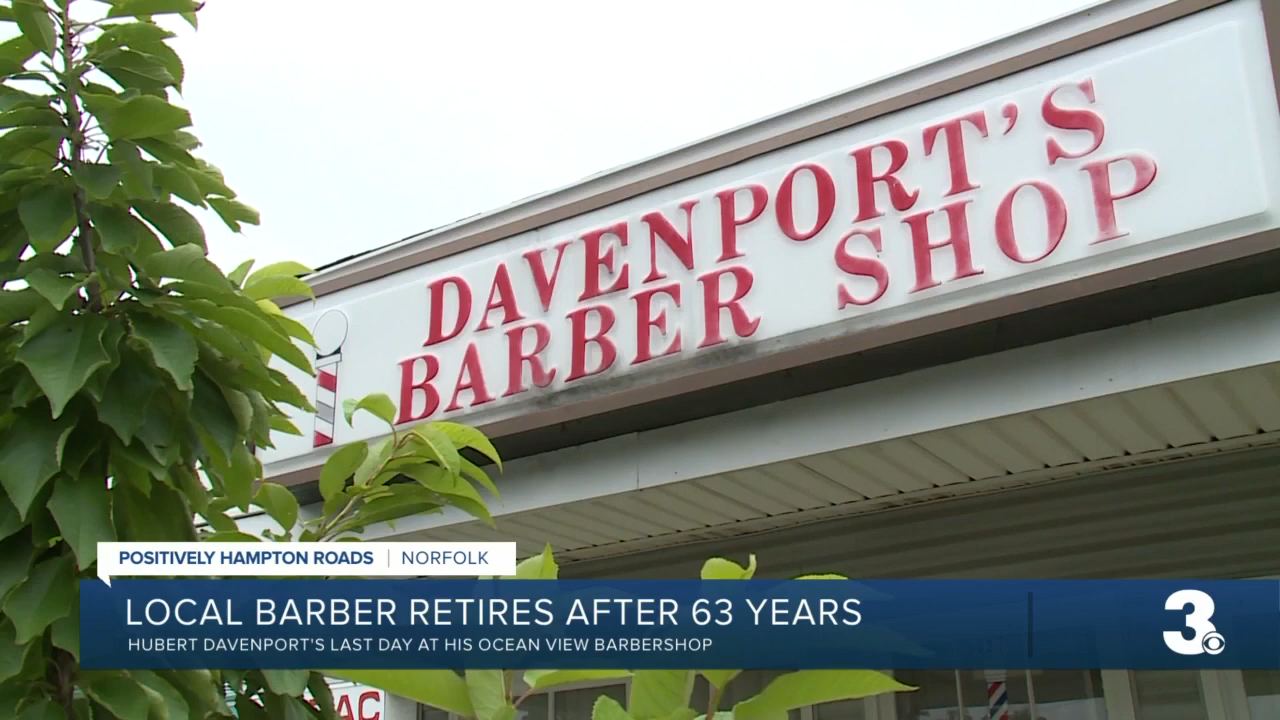 DAVENPORT'S
BARBER SHOP
POSITIVELY HAMPTON ROADS | NORFOLK
LOCAL BARBER RETIRES AFTER 63 YEARS
HUBERT DAVENPORT'S LAST DAY AT HIS OCEAN VIEW BARBERSHOP
3